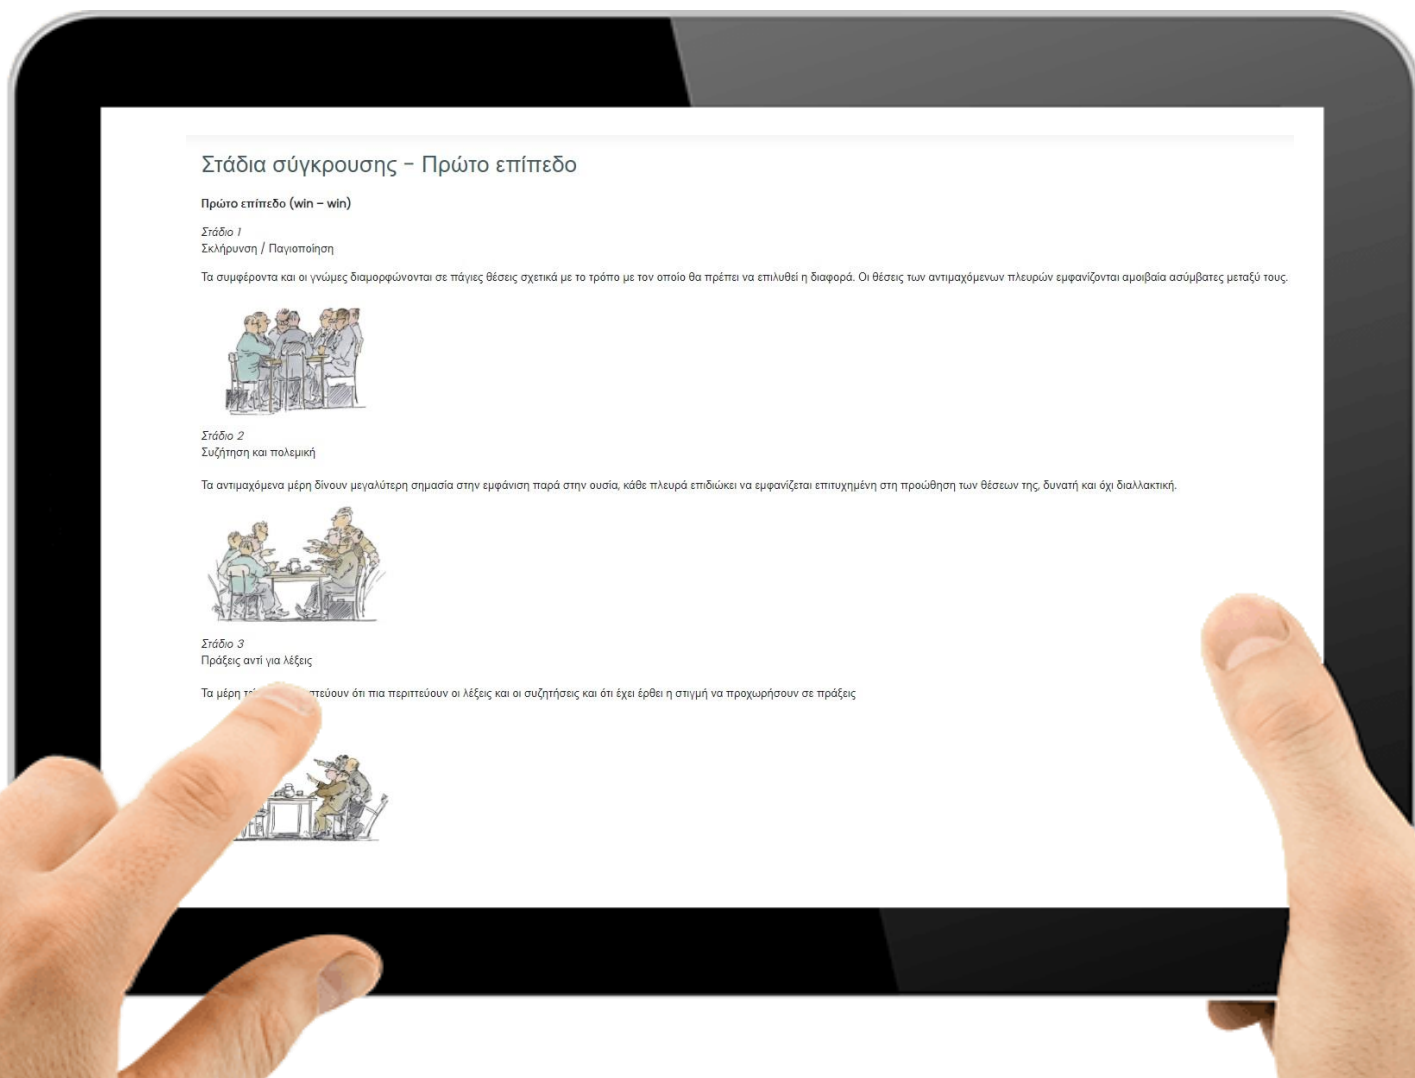 Στάδια σύγκρουσης – Πρώτο επίπεδο
Πρώτο επίπεδο (win – win)
Στάδιο 1
Σκλήρυνση / Παγιοποίηση
Τα συμφέροντα και οι γνώμες διαμορφώνονται σε πάγιες θέσεις σχετικά με το τρόπο με τον οποίο θα πρέπει να επιλυθεί η διαφορά. Οι θέσεις των αντιμαχόμενων πλευρών εμφανίζονται αμοιβαία ασύμβατες μεταξύ τους.
Στάδιο 2
Συζήτηση και πολεμική
Τα αντιμαχόμενα μέρη δίνουν μεγαλύτερη σημασία στην εμφάνιση παρά στην ουσία, κάθε πλευρά επιδιώκει να εμφανίζεται επιτυχημένη στη προώθηση των θέσεων της, δυνατή και όχι διαλλακτική.
Στάδιο 3
Πράξεις αντί για λέξεις
Τα μέρη ότι πια περιττεύουν οι λέξεις και οι συζητήσεις και ότι έχει έρθει η στιγμή να προχωρήσουν σε πράξεις